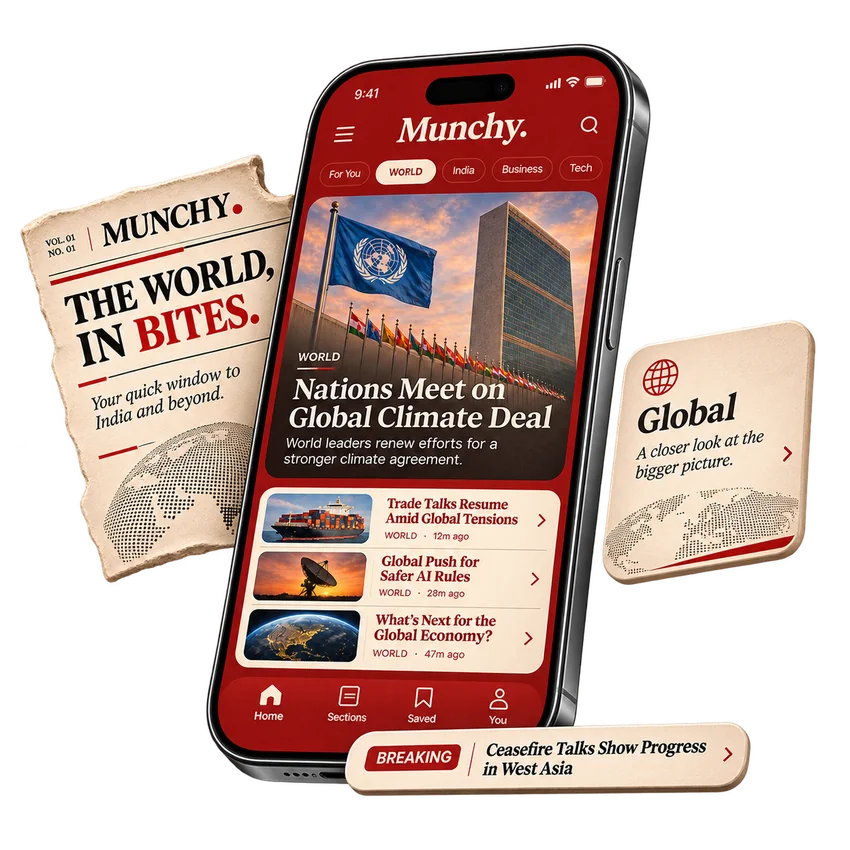 VOL. 01
NO. 01
MUNCHY.
THE WORLD,
IN BITES.
Your quick window to
India and beyond.
9:41
Munchy.
For You
WORLD
India
Business
Tech
WORLD
Nations Meet on
Global Climate Deal
World leaders renew efforts for a
stronger climate agreement.
Trade Talks Resume
Amid Global Tensions
WORLD · 12m ago
Global Push for
Safer AI Rules
WORLD · 28m ago
What's Next for the
Global Economy?
WORLD · 47m ago
Home
Sections
Saved
You
Global
A closer look at the
bigger picture.
BREAKING
Ceasefire Talks Show Progress
in West Asia